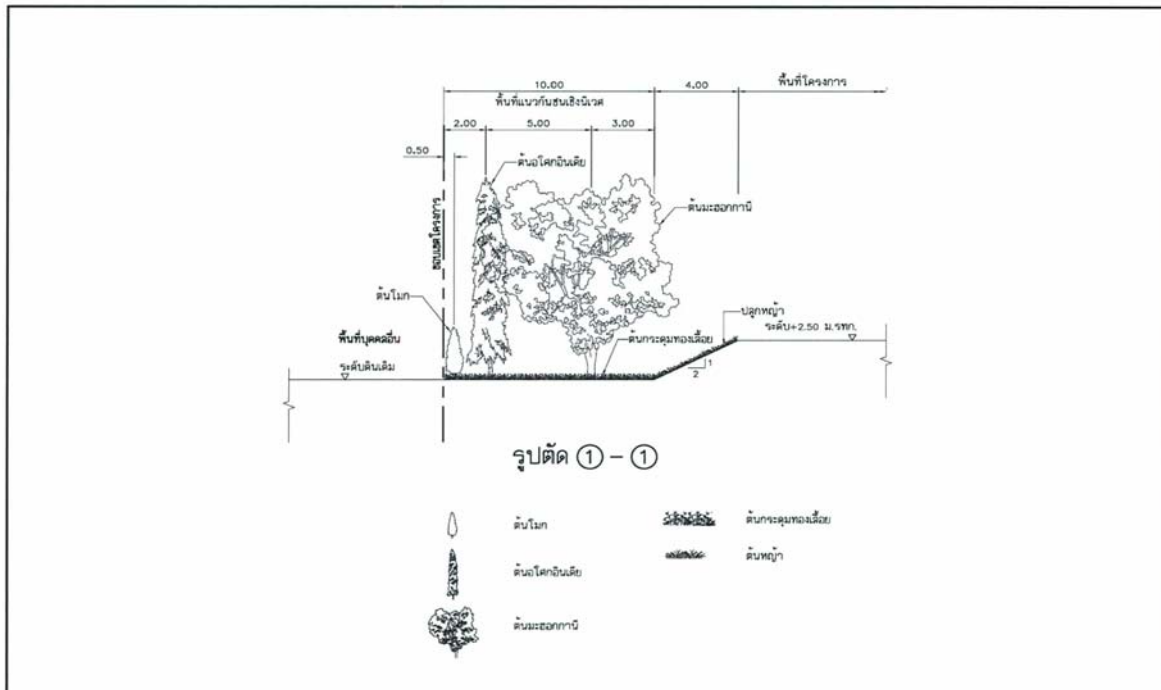 10.00
4.00
พื้นที่โครงการ
พื้นที่แนวกันชนเชิงนิเวศ
2.00
5.00
3.00
0.50
ต้นอโศกอินเดีย
ต้นมะฮอกกานี
ขอบเขตโครงการ
ต้นโมก
ปลูกหญ้า
ระดับ+2.50 ม.รทก.
พื้นที่บุคคลอื่น
ต้นกระดุมทองเลื้อย
ระดับดินเดิม
1
2
รูปตัด ① - ①
ต้นโมก
ต้นกระดุมทองเลื้อย
ต้นอโศกอินเดีย
ต้นหญ้า
ต้นมะฮอกกานี